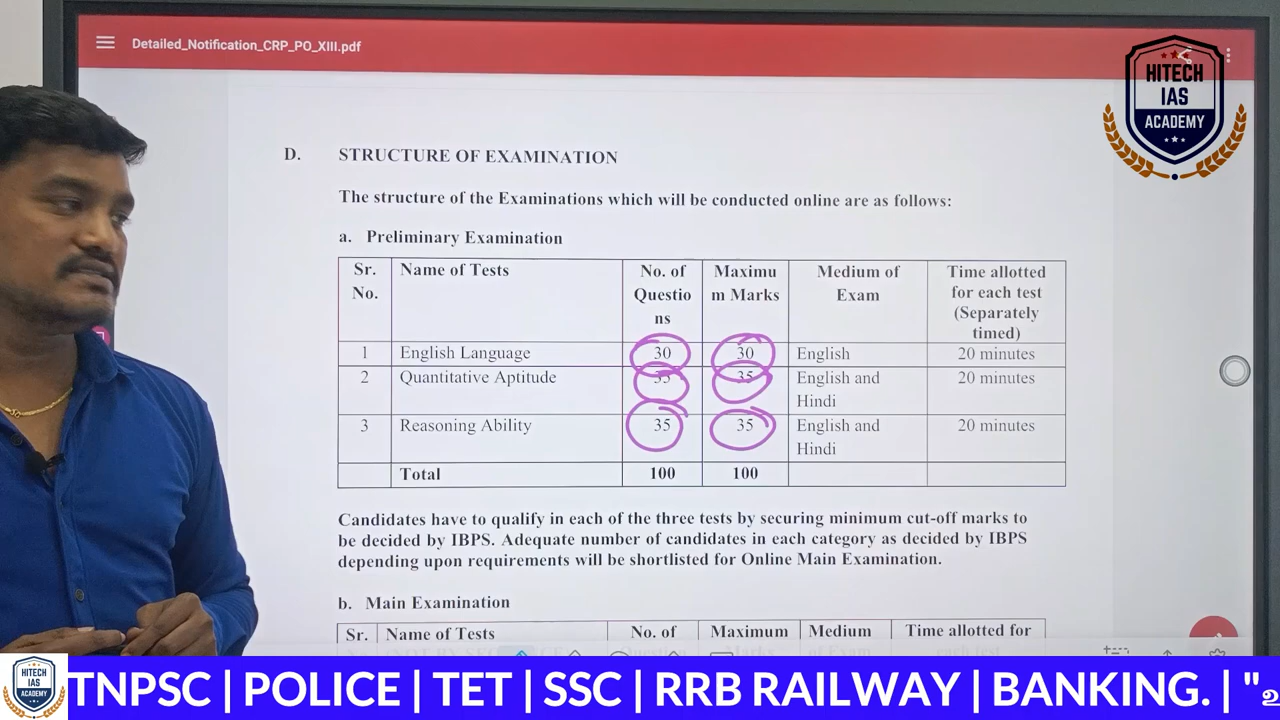 Detailed_Notification_CRP_PO_XIII.pdf
HITECH
IAS
ACADEMY
D. STRUCTURE OF EXAMINATION
The structure of the Examinations which will be conducted online are as follows:
a. Preliminary Examination
Sr. No. Name of Tests No. of Questio ns Maximu m Marks Medium of Exam Time allotted for each test (Separately timed)
1 English Language 30 30 English 20 minutes
2 Quantitative Aptitude 35 35 English and Hindi 20 minutes
3 Reasoning Ability 35 35 English and Hindi 20 minutes
Total 100 100
Candidates have to qualify in each of the three tests by securing minimum cut-off marks to
be decided by IBPS. Adequate number of candidates in each category as decided by IBPS
depending upon requirements will be shortlisted for Online Main Examination.
b. Main Examination
Sr. Name of Tests No. of Maximum Medium Time allotted for
HITECH
IAS
ACADEMY
TNPSC | POLICE | TET | SSC | RRB RAILWAY | BANKING. | "